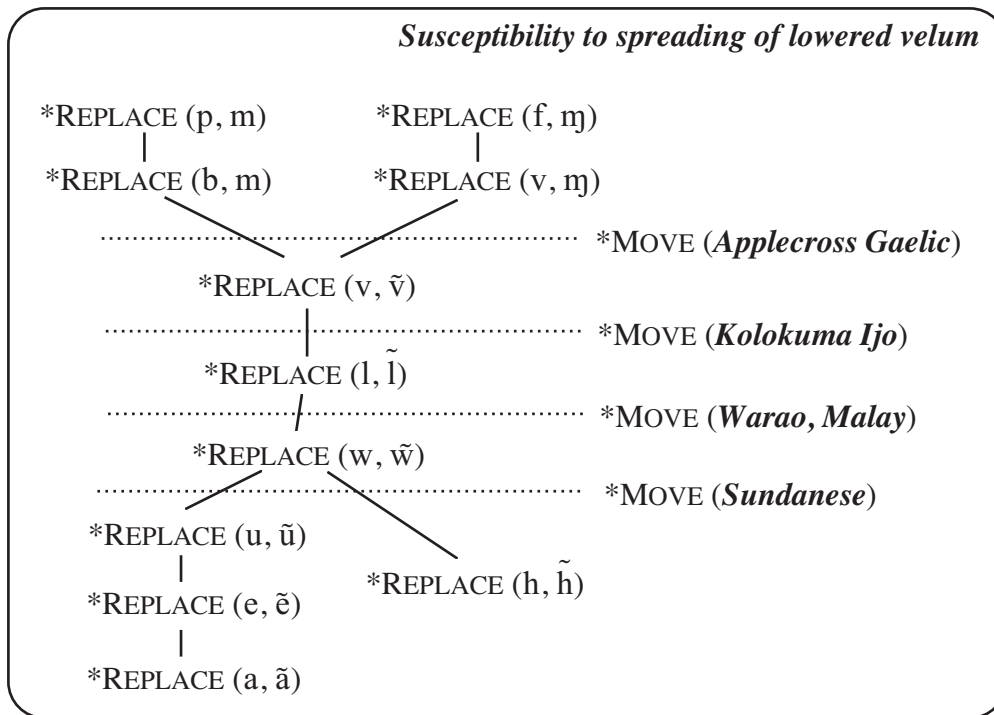 Susceptibility to spreading of lowered velum
*REPLACE (p, m) *REPLACE (f, ɱ)
*REPLACE (b, m) *REPLACE (v, ɱ)
*MOVE (Applecross Gaelic)
*REPLACE (v, ṽ)
*MOVE (Kolokuma Ijo)
*REPLACE (l, l̃)
*MOVE (Warao, Malay)
*REPLACE (w, w̃)
*MOVE (Sundanese)
*REPLACE (u, ũ)
*REPLACE (h, h̃)
*REPLACE (e, ẽ)
*REPLACE (a, ã)